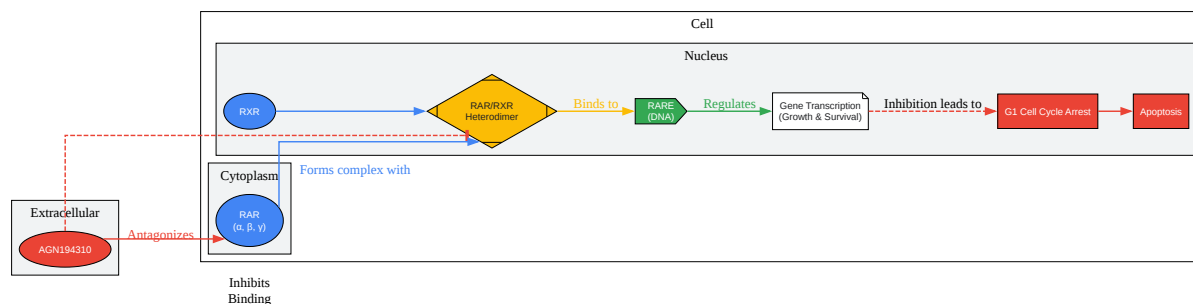 Cell
Nucleus
RXR
RAR/RXR
Heterodimer
Binds to
RARE
(DNA)
Regulates
Gene Transcription
(Growth & Survival)
Inhibition leads to
G1 Cell Cycle Arrest
Apoptosis
Forms complex with
Cytoplasm
RAR
(α, β, γ)
Extracellular
AGN194310
Antagonizes
Inhibits
Binding